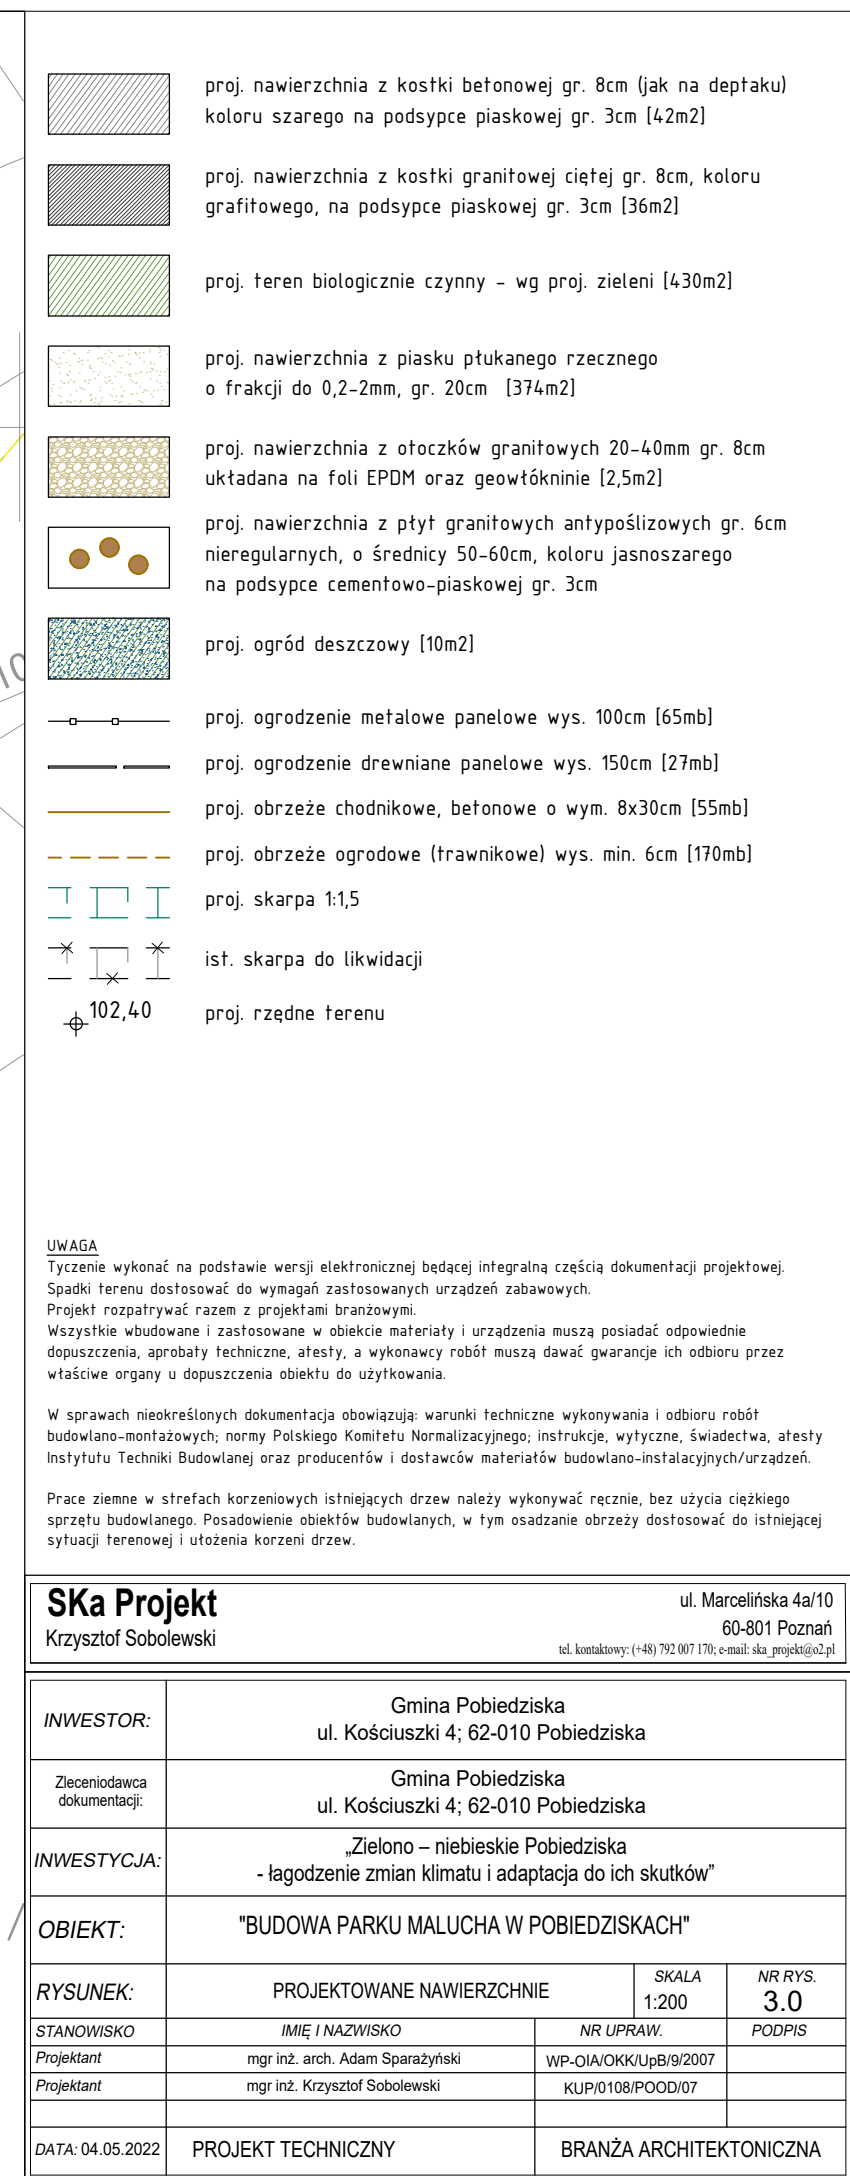 proj. nawierzchnia z kostki betonowej gr. 8cm (jak na deptaku)
koloru szarego na podsypce piaskowej gr. 3cm [42m2]
proj. nawierzchnia z kostki granitowej ciętej gr. 8cm, koloru
grafitowego, na podsypce piaskowej gr. 3cm [36m2]
proj. teren biologicznie czynny - wg proj. zieleni [430m2]
proj. nawierzchnia z piasku płukanego rzecznego
o frakcji do 0,2-2mm, gr. 20cm [374m2]
proj. nawierzchnia z otoczków granitowych 20-40mm gr. 8cm
układana na foli EPDM oraz geowłókninie [2,5m2]
proj. nawierzchnia z płyt granitowych antypoślizowych gr. 6cm
nieregularnych, o średnicy 50-60cm, koloru jasnoszarego
na podsypce cementowo-piaskowej gr. 3cm
proj. ogród deszczowy [10m2]
proj. ogrodzenie metalowe panelowe wys. 100cm [65mb]
proj. ogrodzenie drewniane panelowe wys. 150cm [27mb]
proj. obrzeże chodnikowe, betonowe o wym. 8x30cm [55mb]
proj. obrzeże ogrodowe (trawnikowe) wys. min. 6cm [170mb]
proj. skarpa 1:1,5
ist. skarpa do likwidacji
102,40 proj. rzędne terenu
UWAGA
Tyczenie wykonać na podstawie wersji elektronicznej będącej integralną częścią dokumentacji projektowej.
Spadki terenu dostosować do wymagań zastosowanych urządzeń zabawowych.
Projekt rozpatrywać razem z projektami branżowymi.
Wszystkie wbudowane i zastosowane w obiekcie materiały i urządzenia muszą posiadać odpowiednie
dopuszczenia, aprobaty techniczne, atesty, a wykonawcy robót muszą dawać gwarancje ich odbioru przez
właściwe organy u dopuszczenia obiektu do użytkowania.
W sprawach nieokreślonych dokumentacja obowiązują: warunki techniczne wykonywania i odbioru robót
budowlano-montażowych; normy Polskiego Komitetu Normalizacyjnego; instrukcje, wytyczne, świadectwa, atesty
Instytutu Techniki Budowlanej oraz producentów i dostawców materiałów budowlano-instalacyjnych/urządzeń.
Prace ziemne w strefach korzeniowych istniejących drzew należy wykonywać ręcznie, bez użycia ciężkiego
sprzętu budowlanego. Posadowienie obiektów budowlanych, w tym osadzanie obrzeży dostosować do istniejącej
sytuacji terenowej i ułożenia korzeni drzew.
SKa Projekt
Krzysztof Sobolewski
ul. Marcelińska 4a/10
60-801 Poznań
tel. kontaktowy: (+48) 792 007 170; e-mail: ska_projekt@o2.pl
INWESTOR:
Gmina Pobiedziska
ul. Kościuszki 4; 62-010 Pobiedziska
Zleceniodawca
dokumentacji:
Gmina Pobiedziska
ul. Kościuszki 4; 62-010 Pobiedziska
INWESTYCJA:
„Zielono – niebieskie Pobiedziska
- łagodzenie zmian klimatu i adaptacja do ich skutków”
OBIEKT: "BUDOWA PARKU MALUCHA W POBIEDZISKACH"
RYSUNEK: PROJEKTOWANE NAWIERZCHNIE
SKALA
1:200
NR RYS.
3.0
STANOWISKO IMIĘ I NAZWISKO NR UPRAW. PODPIS
Projektant mgr inż. arch. Adam Sparażyński WP-OIA/OKK/UpB/9/2007
Projektant mgr inż. Krzysztof Sobolewski KUP/0108/POOD/07
DATA: 04.05.2022 PROJEKT TECHNICZNY BRANŻA ARCHITEKTONICZNA